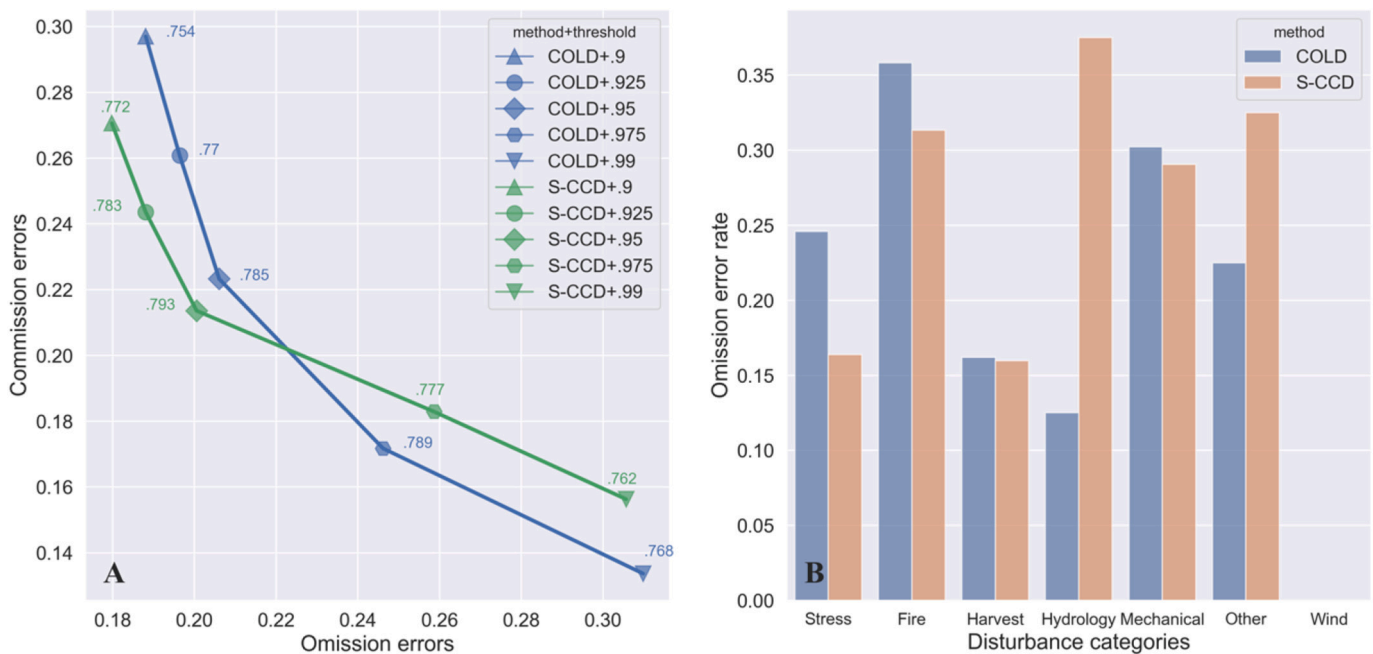 0.30
0.28
0.26
0.24
0.22
0.20
0.18
0.16
0.14
Commission errors
.754
.772
.77
.783
.785
.793
.777
.789
.762
.768
method+threshold
COLD+.9
COLD+.925
COLD+.95
COLD+.975
COLD+.99
S-CCD+.9
S-CCD+.925
S-CCD+.95
S-CCD+.975
S-CCD+.99
A
0.18 0.20 0.22 0.24 0.26 0.28 0.30
Omission errors
0.35
0.30
0.25
0.20
0.15
0.10
0.05
0.00
Omission error rate
method
COLD
S-CCD
B
Stress Fire Harvest Hydrology Mechanical Other Wind
Disturbance categories